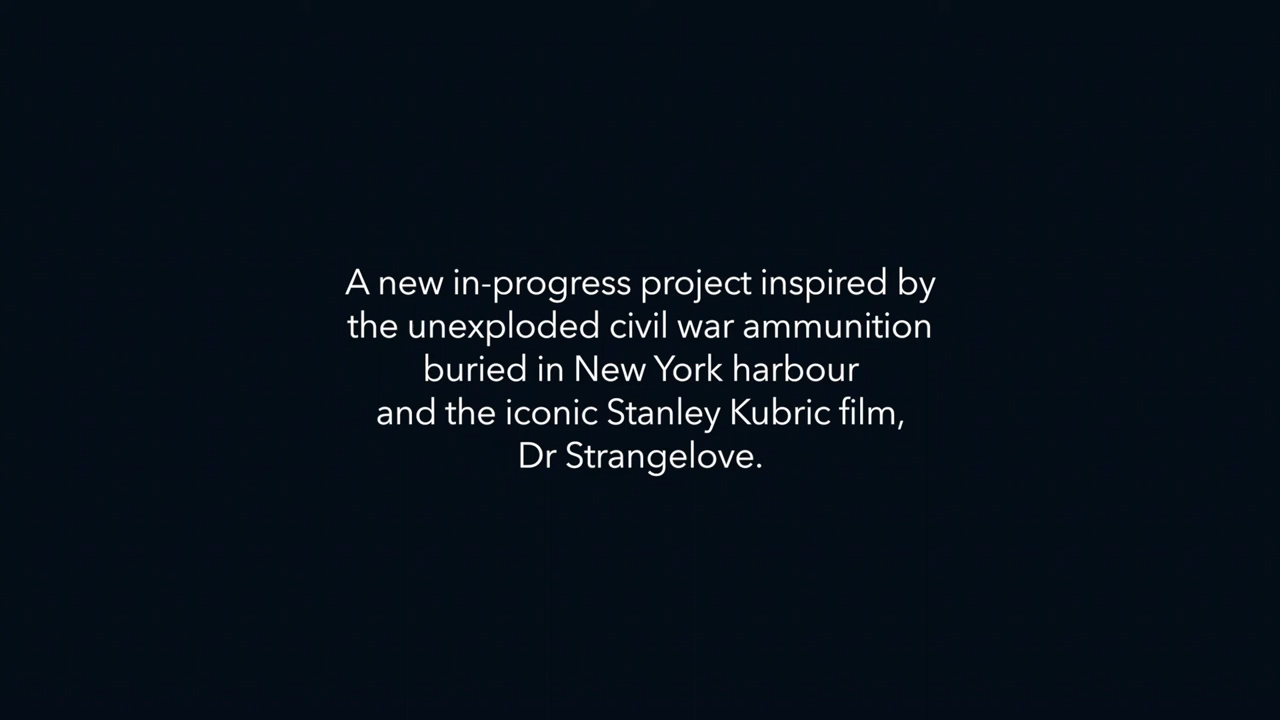 A new in-progress project inspired by
the unexploded civil war ammunition
buried in New York harbour
and the iconic Stanley Kubric film,
Dr Strangelove.